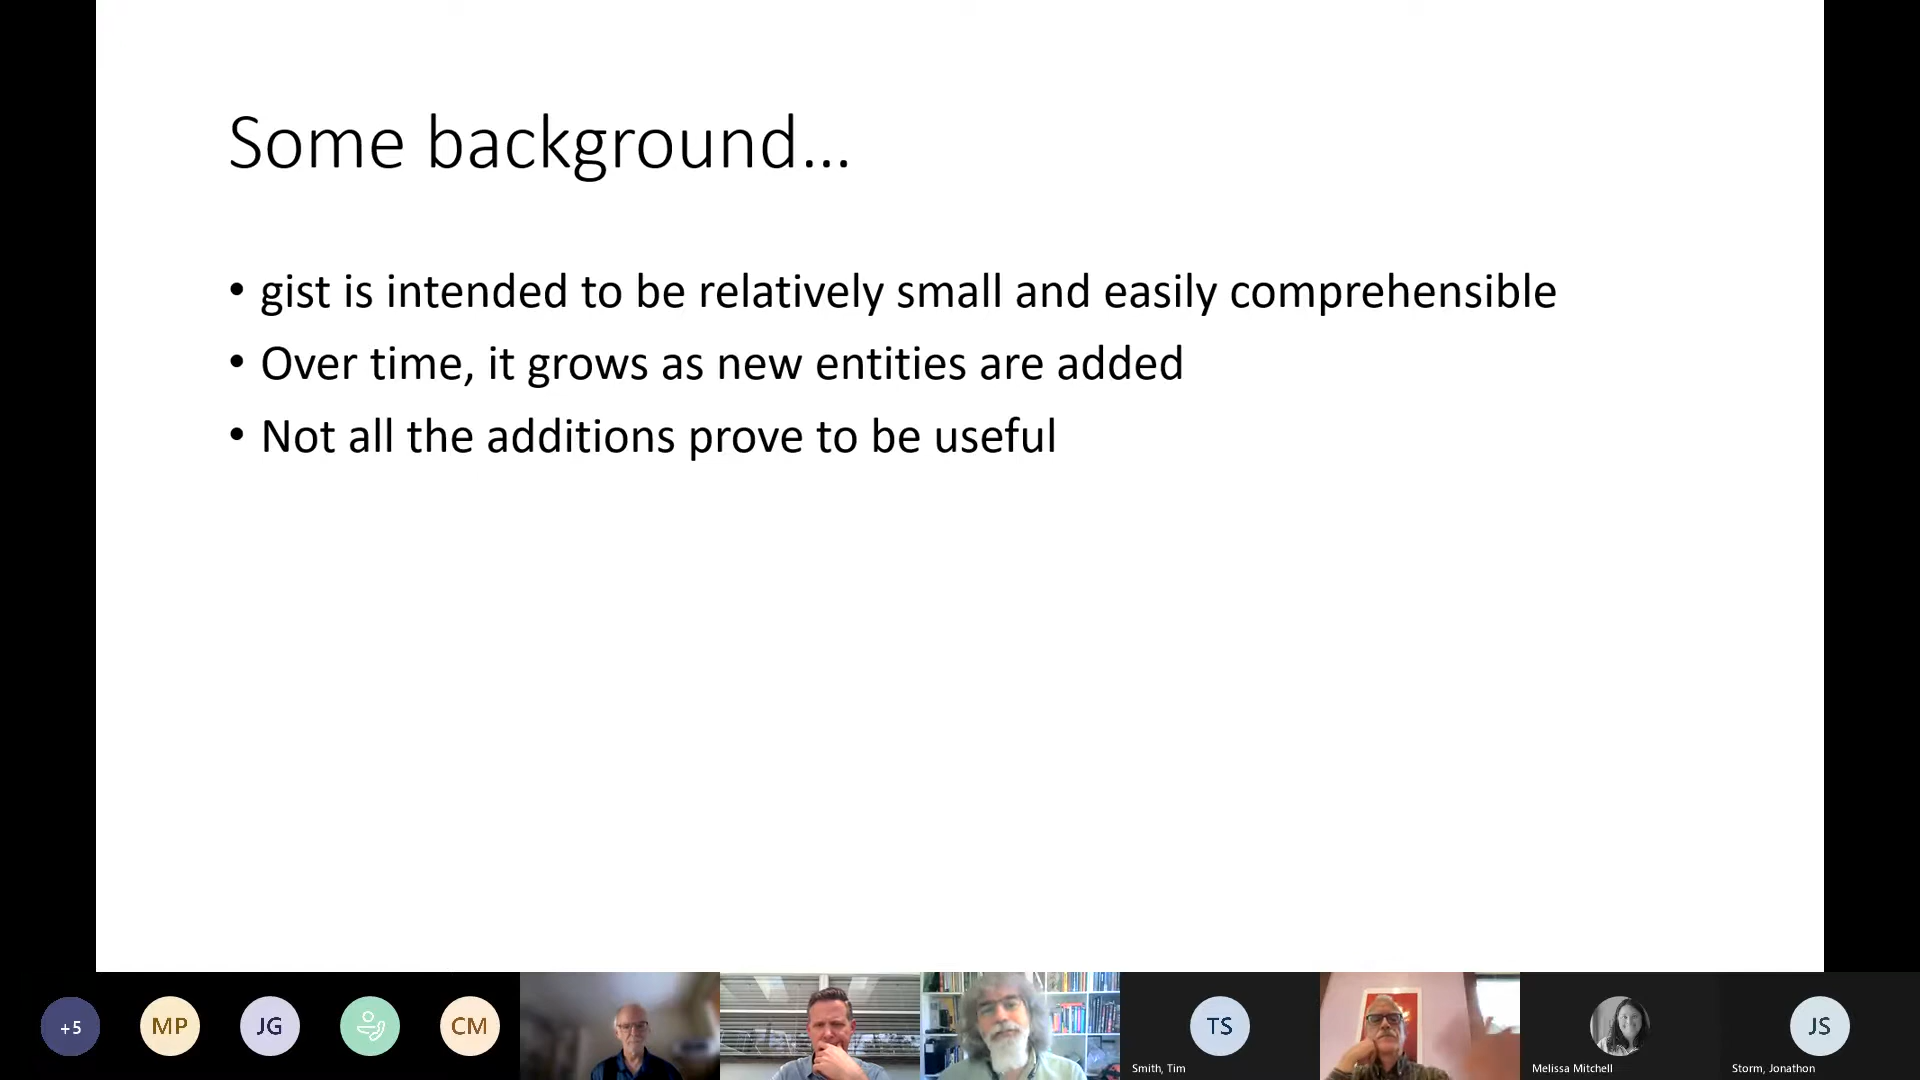 Some background...
• gist is intended to be relatively small and easily comprehensible
• Over time, it grows as new entities are added
• Not all the additions prove to be useful
+5
MP
JG
CM
TS
Smith, Tim
Melissa Mitchell
JS
Storm, Jonathon